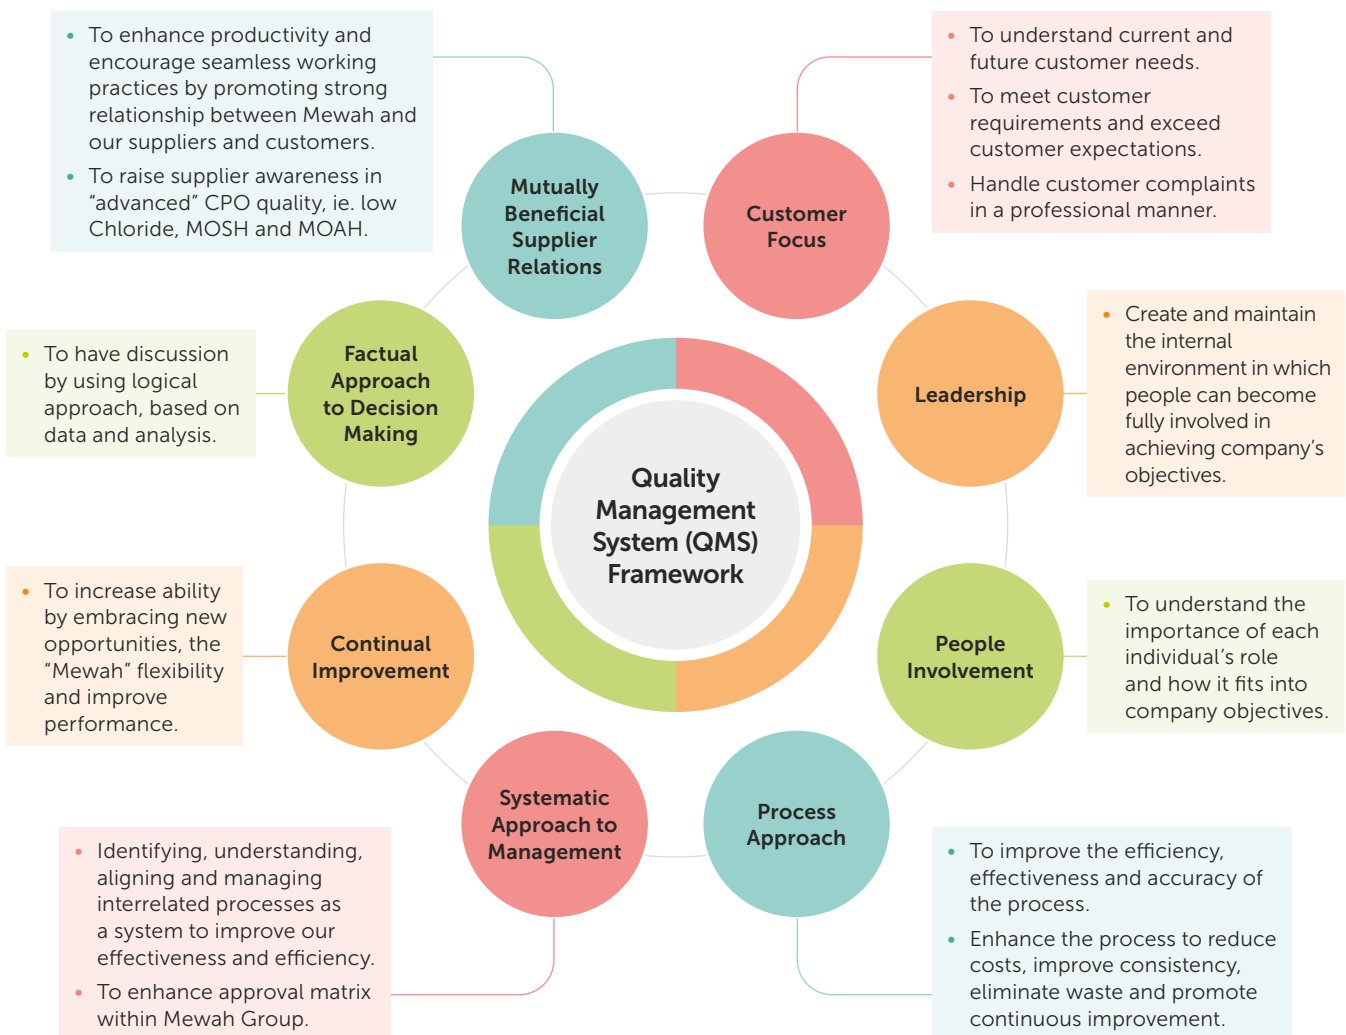 • To enhance productivity and
encourage seamless working
practices by promoting strong
relationship between Mewah and
our suppliers and customers.
• To raise supplier awareness in
“advanced” CPO quality, ie. low
Chloride, MOSH and MOAH.
Mutually
Beneficial
Supplier
Relations
Customer
Focus
• To understand current and
future customer needs.
• To meet customer
requirements and exceed
customer expectations.
• Handle customer complaints
in a professional manner.
• To have discussion
by using logical
approach, based on
data and analysis.
Factual
Approach
to Decision
Making
Leadership
• Create and maintain
the internal
environment in which
people can become
fully involved in
achieving company’s
objectives.
Quality
Management
System (QMS)
Framework
• To increase ability
by embracing new
opportunities, the
“Mewah” flexibility
and improve
performance.
Continual
Improvement
People
Involvement
• To understand the
importance of each
individual’s role
and how it fits into
company objectives.
Systematic
Approach to
Management
Process
Approach
• Identifying, understanding,
aligning and managing
interrelated processes as
a system to improve our
effectiveness and efficiency.
• To enhance approval matrix
within Mewah Group.
• To improve the efficiency,
effectiveness and accuracy of
the process.
• Enhance the process to reduce
costs, improve consistency,
eliminate waste and promote
continuous improvement.